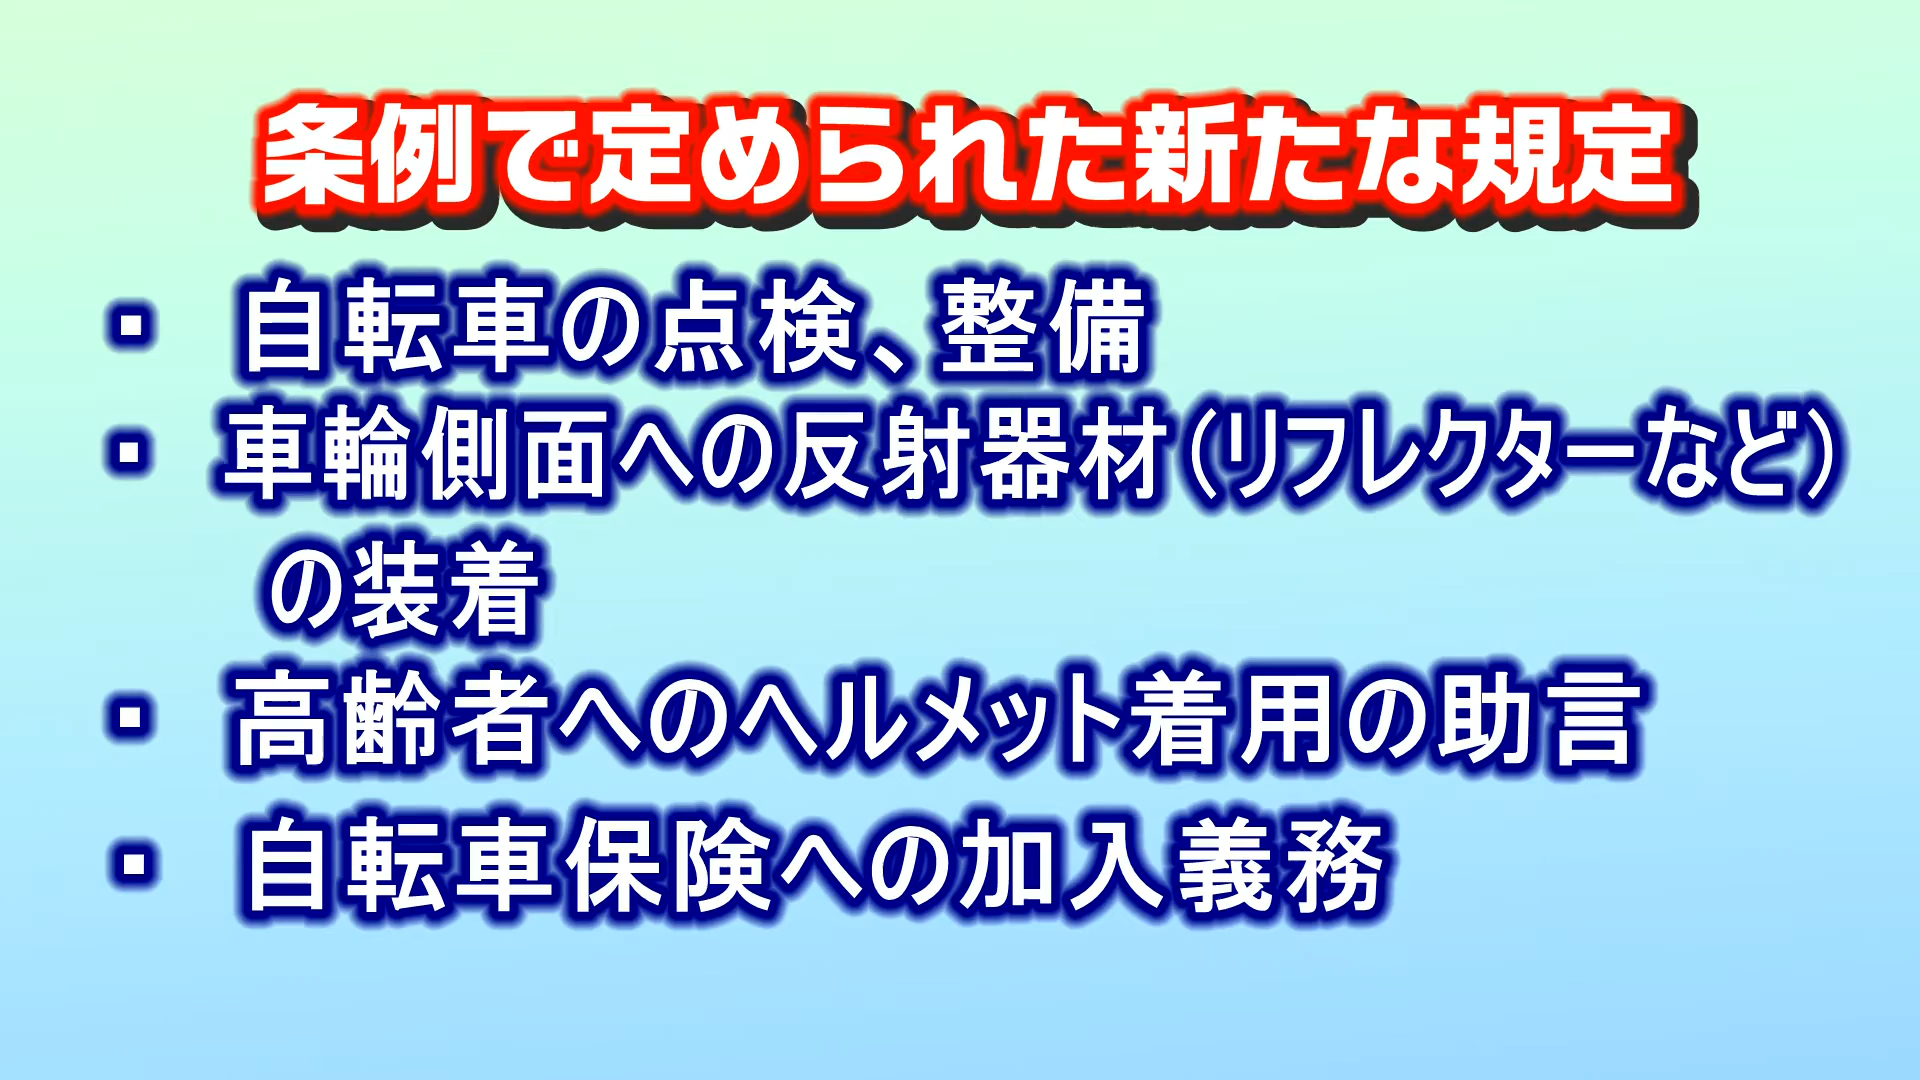 条例で定められた新たな規定
・ 自転車の点検、整備
・ 車輪側面への反射器材(リフレクターなど)
の装着
・ 高齢者へのヘルメット着用の助言
・ 自転車保険への加入義務